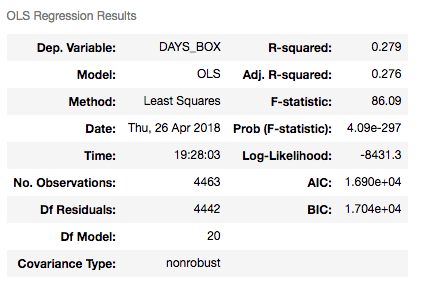 OLS Regression Results
Dep. Variable: DAYS_BOX R-squared: 0.279
Model: OLS Adj. R-squared: 0.276
Method: Least Squares F-statistic: 86.09
Date: Thu, 26 Apr 2018 Prob (F-statistic): 4.09e-297
Time: 19:28:03 Log-Likelihood: -8431.3
No. Observations: 4463 AIC: 1.690e+04
Df Residuals: 4442 BIC: 1.704e+04
Df Model: 20
Covariance Type: nonrobust